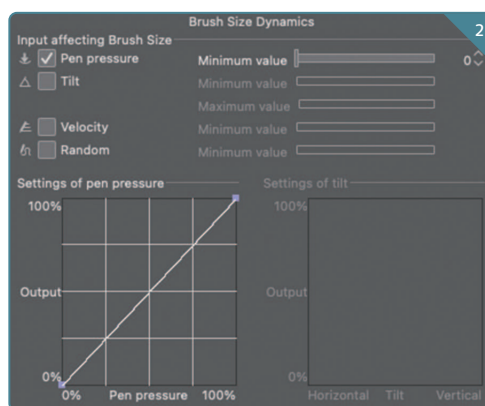 Brush Size Dynamics
2
Input affecting Brush Size
Pen pressure Minimum value 0
Tilt Minimum value
Maximum value
Velocity Minimum value
Random Minimum value
Settings of pen pressure Settings of tilt
100% 100%
Output Output
0% 0%
0% Pen pressure 100% Horizontal Tilt Vertical